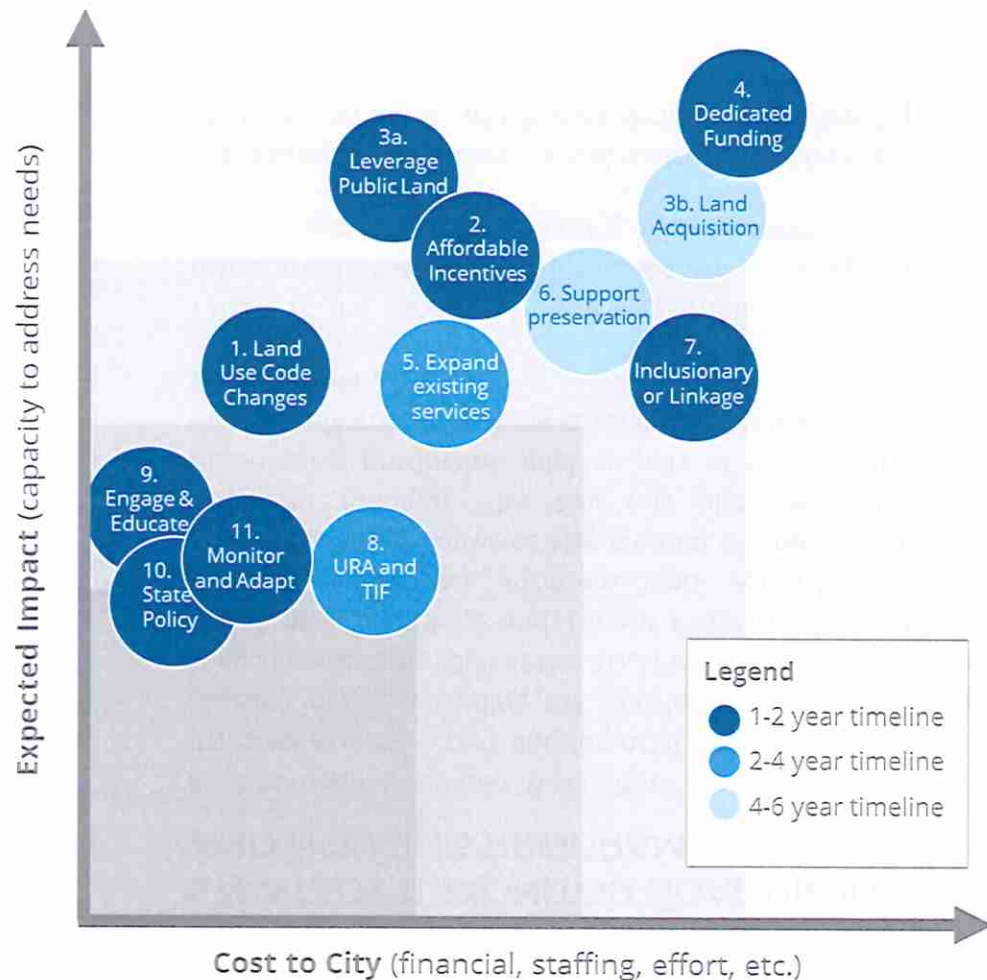 Expected Impact (capacity to address needs)
4.
Dedicated
Funding
3a.
Leverage
Public Land
3b. Land
Acquisition
2.
Affordable
Incentives
6. Support
preservation
1. Land
Use Code
Changes
5. Expand
existing
services
7.
Inclusionary
or Linkage
9.
Engage &
Educate
10.
State
Policy
11.
Monitor
and Adapt
8.
URA and
TIF
Legend
1-2 year timeline
2-4 year timeline
4-6 year timeline
Cost to City (financial, staffing, effort, etc.)